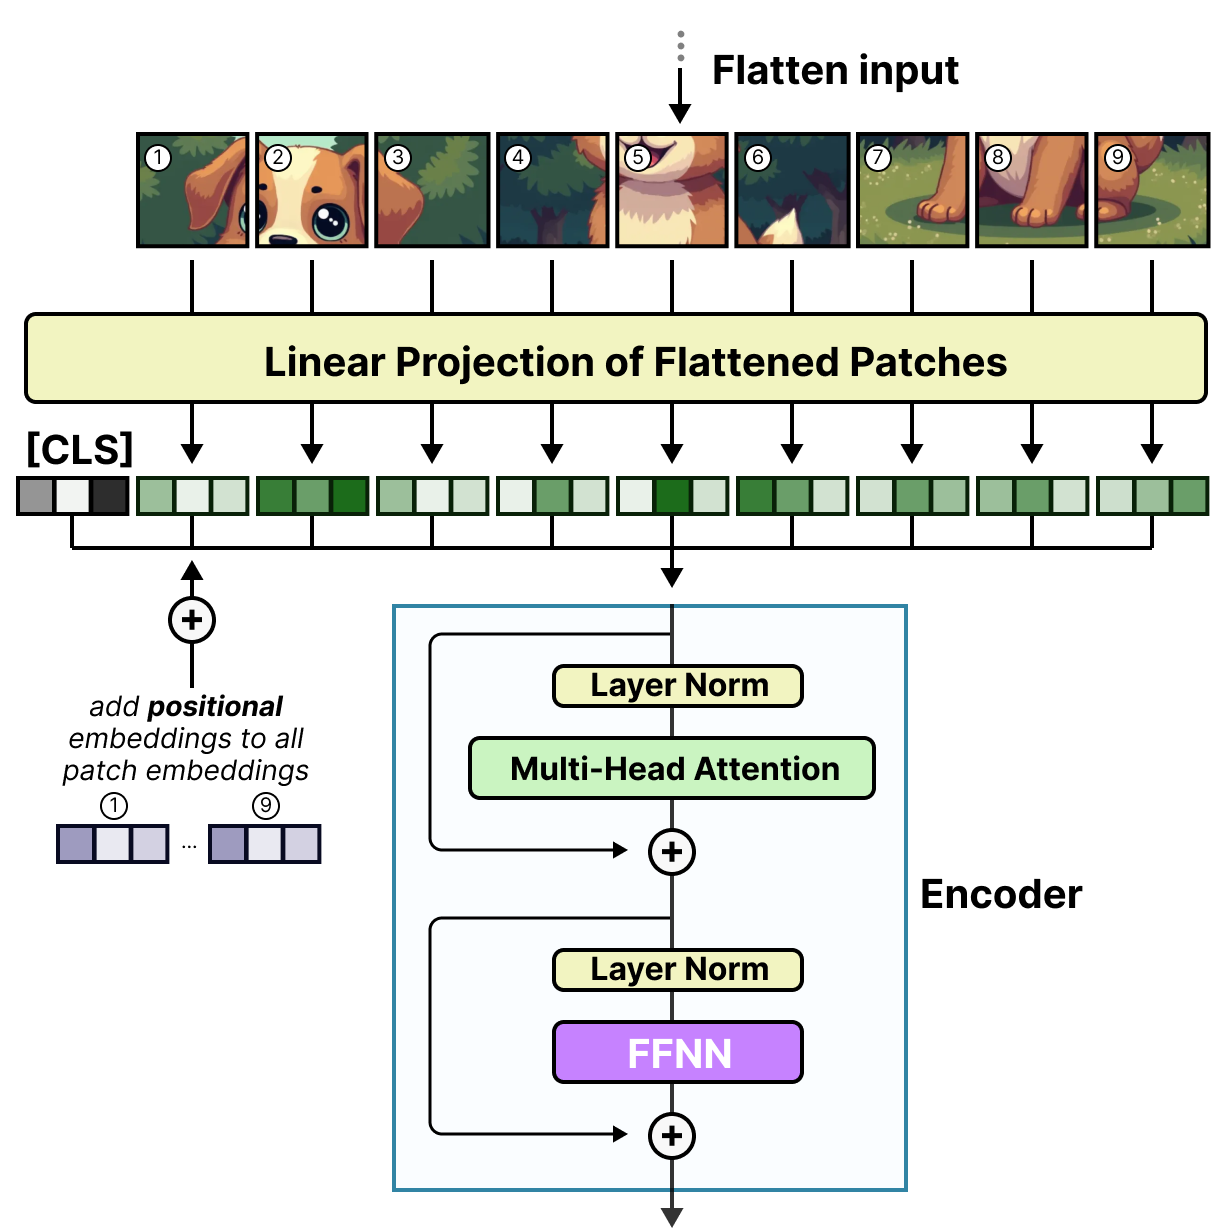 Flatten input
1 2 3 4 5 6 7 8 9
Linear Projection of Flattened Patches
[CLS]
+
add positional
embeddings to all
patch embeddings
1 9
...
Layer Norm
Multi-Head Attention
+
Encoder
Layer Norm
FFNN
+